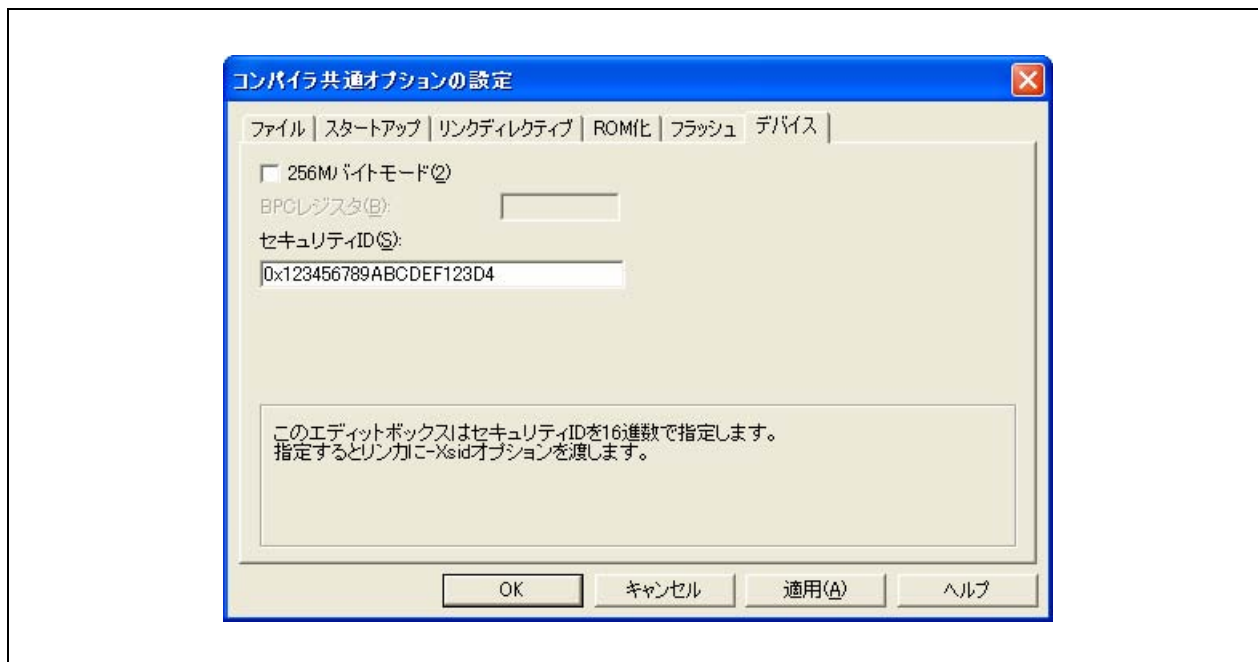 コンパイラ共通オプションの設定
ファイル スタートアップ リンクディレクティブ ROM化 フラッシュ デバイス
256Mバイトモード(2)
BPCレジスタ(B):
セキュリティID(S):
0x123456789ABCDEF123D4
このエディットボックスはセキュリティIDを16進数で指定します。
指定するとリンカに-Xsidオプションを渡します。
OK キャンセル 適用(A) ヘルプ